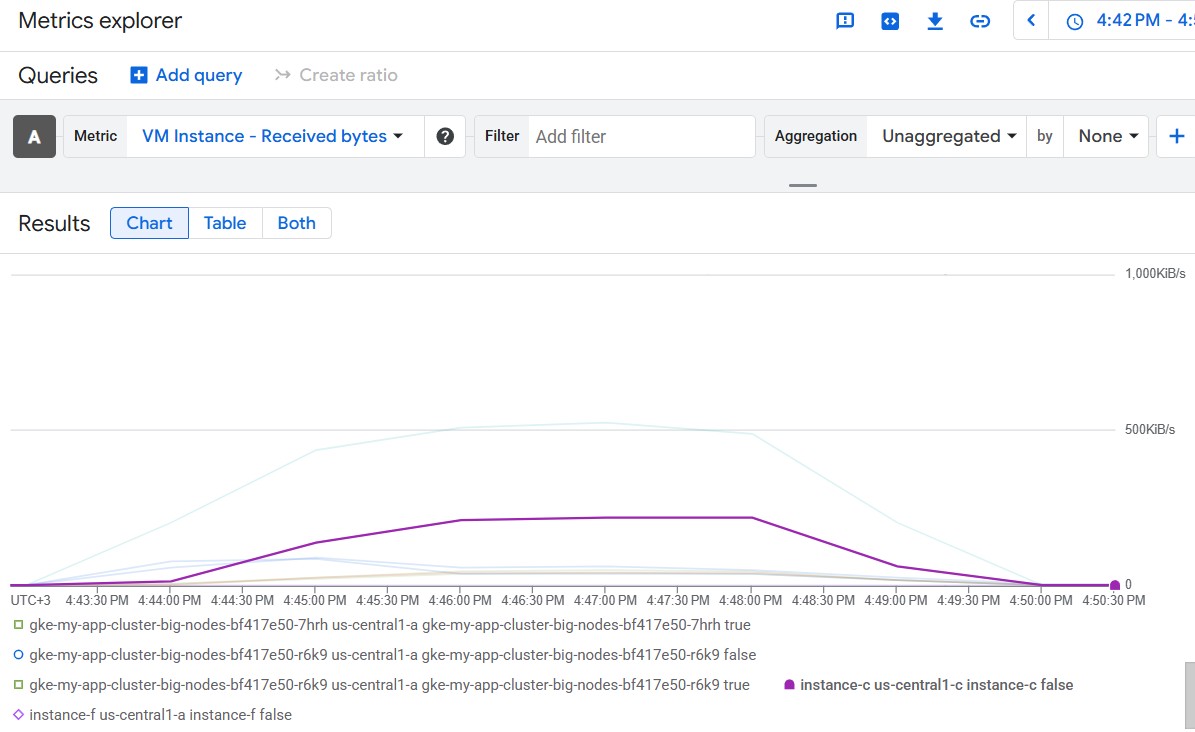 Metrics explorer
4:42 PM - 4:
Queries Add query Create ratio
A Metric VM Instance - Received bytes ? Filter Add filter Aggregation Unaggregated by None
Results Chart Table Both
1,000KiB/s
500KiB/s
0
UTC+3 4:43:30 PM 4:44:00 PM 4:44:30 PM 4:45:00 PM 4:45:30 PM 4:46:00 PM 4:46:30 PM 4:47:00 PM 4:47:30 PM 4:48:00 PM 4:48:30 PM 4:49:00 PM 4:49:30 PM 4:50:00 PM 4:50:30 PM
gke-my-app-cluster-big-nodes-bf417e50-7hrh us-central1-a gke-my-app-cluster-big-nodes-bf417e50-7hrh true
gke-my-app-cluster-big-nodes-bf417e50-r6k9 us-central1-a gke-my-app-cluster-big-nodes-bf417e50-r6k9 false
gke-my-app-cluster-big-nodes-bf417e50-r6k9 us-central1-a gke-my-app-cluster-big-nodes-bf417e50-r6k9 true instance-c us-central1-c instance-c false
instance-f us-central1-a instance-f false